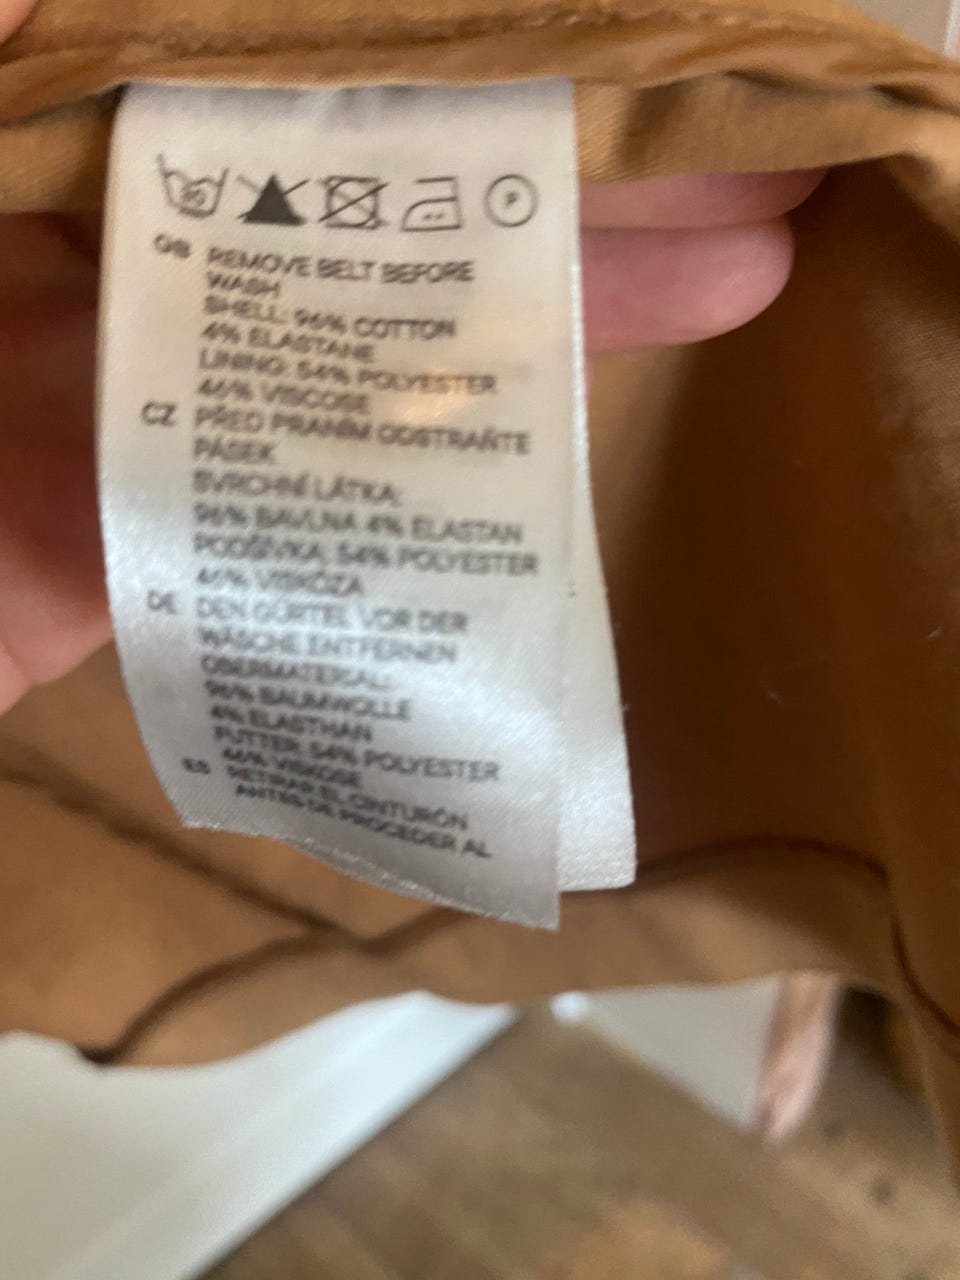 P
GB REMOVE BELT BEFORE
WASH
SHELL: 96% COTTON
4% ELASTANE
LINING: 54% POLYESTER
46% VISCOSE
CZ PŘED PRANÍM ODSTRAŇTE
PÁSEK
SVRCHNÍ LÁTKA:
96% BAVLNA 4% ELASTAN
PODŠÍVKA: 54% POLYESTER
46% VISKÓZA
DE DEN GÜRTEL VOR DER
WÄSCHE ENTFERNEN
OBERMATERIAL:
96% BAUMWOLLE
4% ELASTHAN
FUTTER: 54% POLYESTER
46% VISKOSE
ES RETIRAR EL CINTURÓN
ANTES DE PROCEDER AL